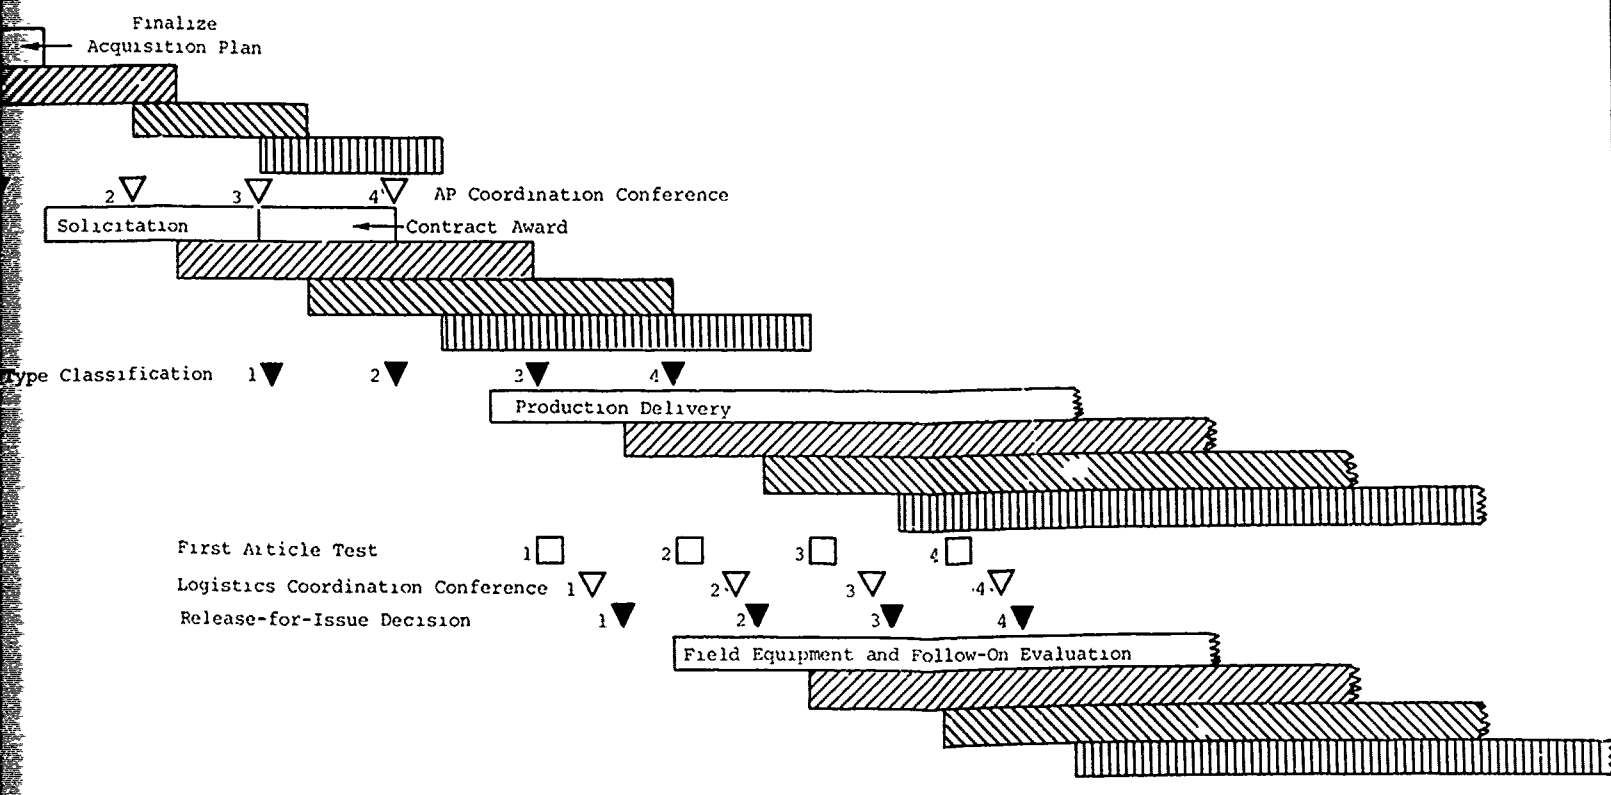 Finalize
Acquisition Plan
2 3 4 AP Coordination Conference
Solicitation Contract Award
Type Classification 1 2 3 4
Production Delivery
First Article Test 1 2 3 4
Logistics Coordination Conference 1 2 3 4
Release-for-Issue Decision 1 2 3 4
Field Equipment and Follow-On Evaluation